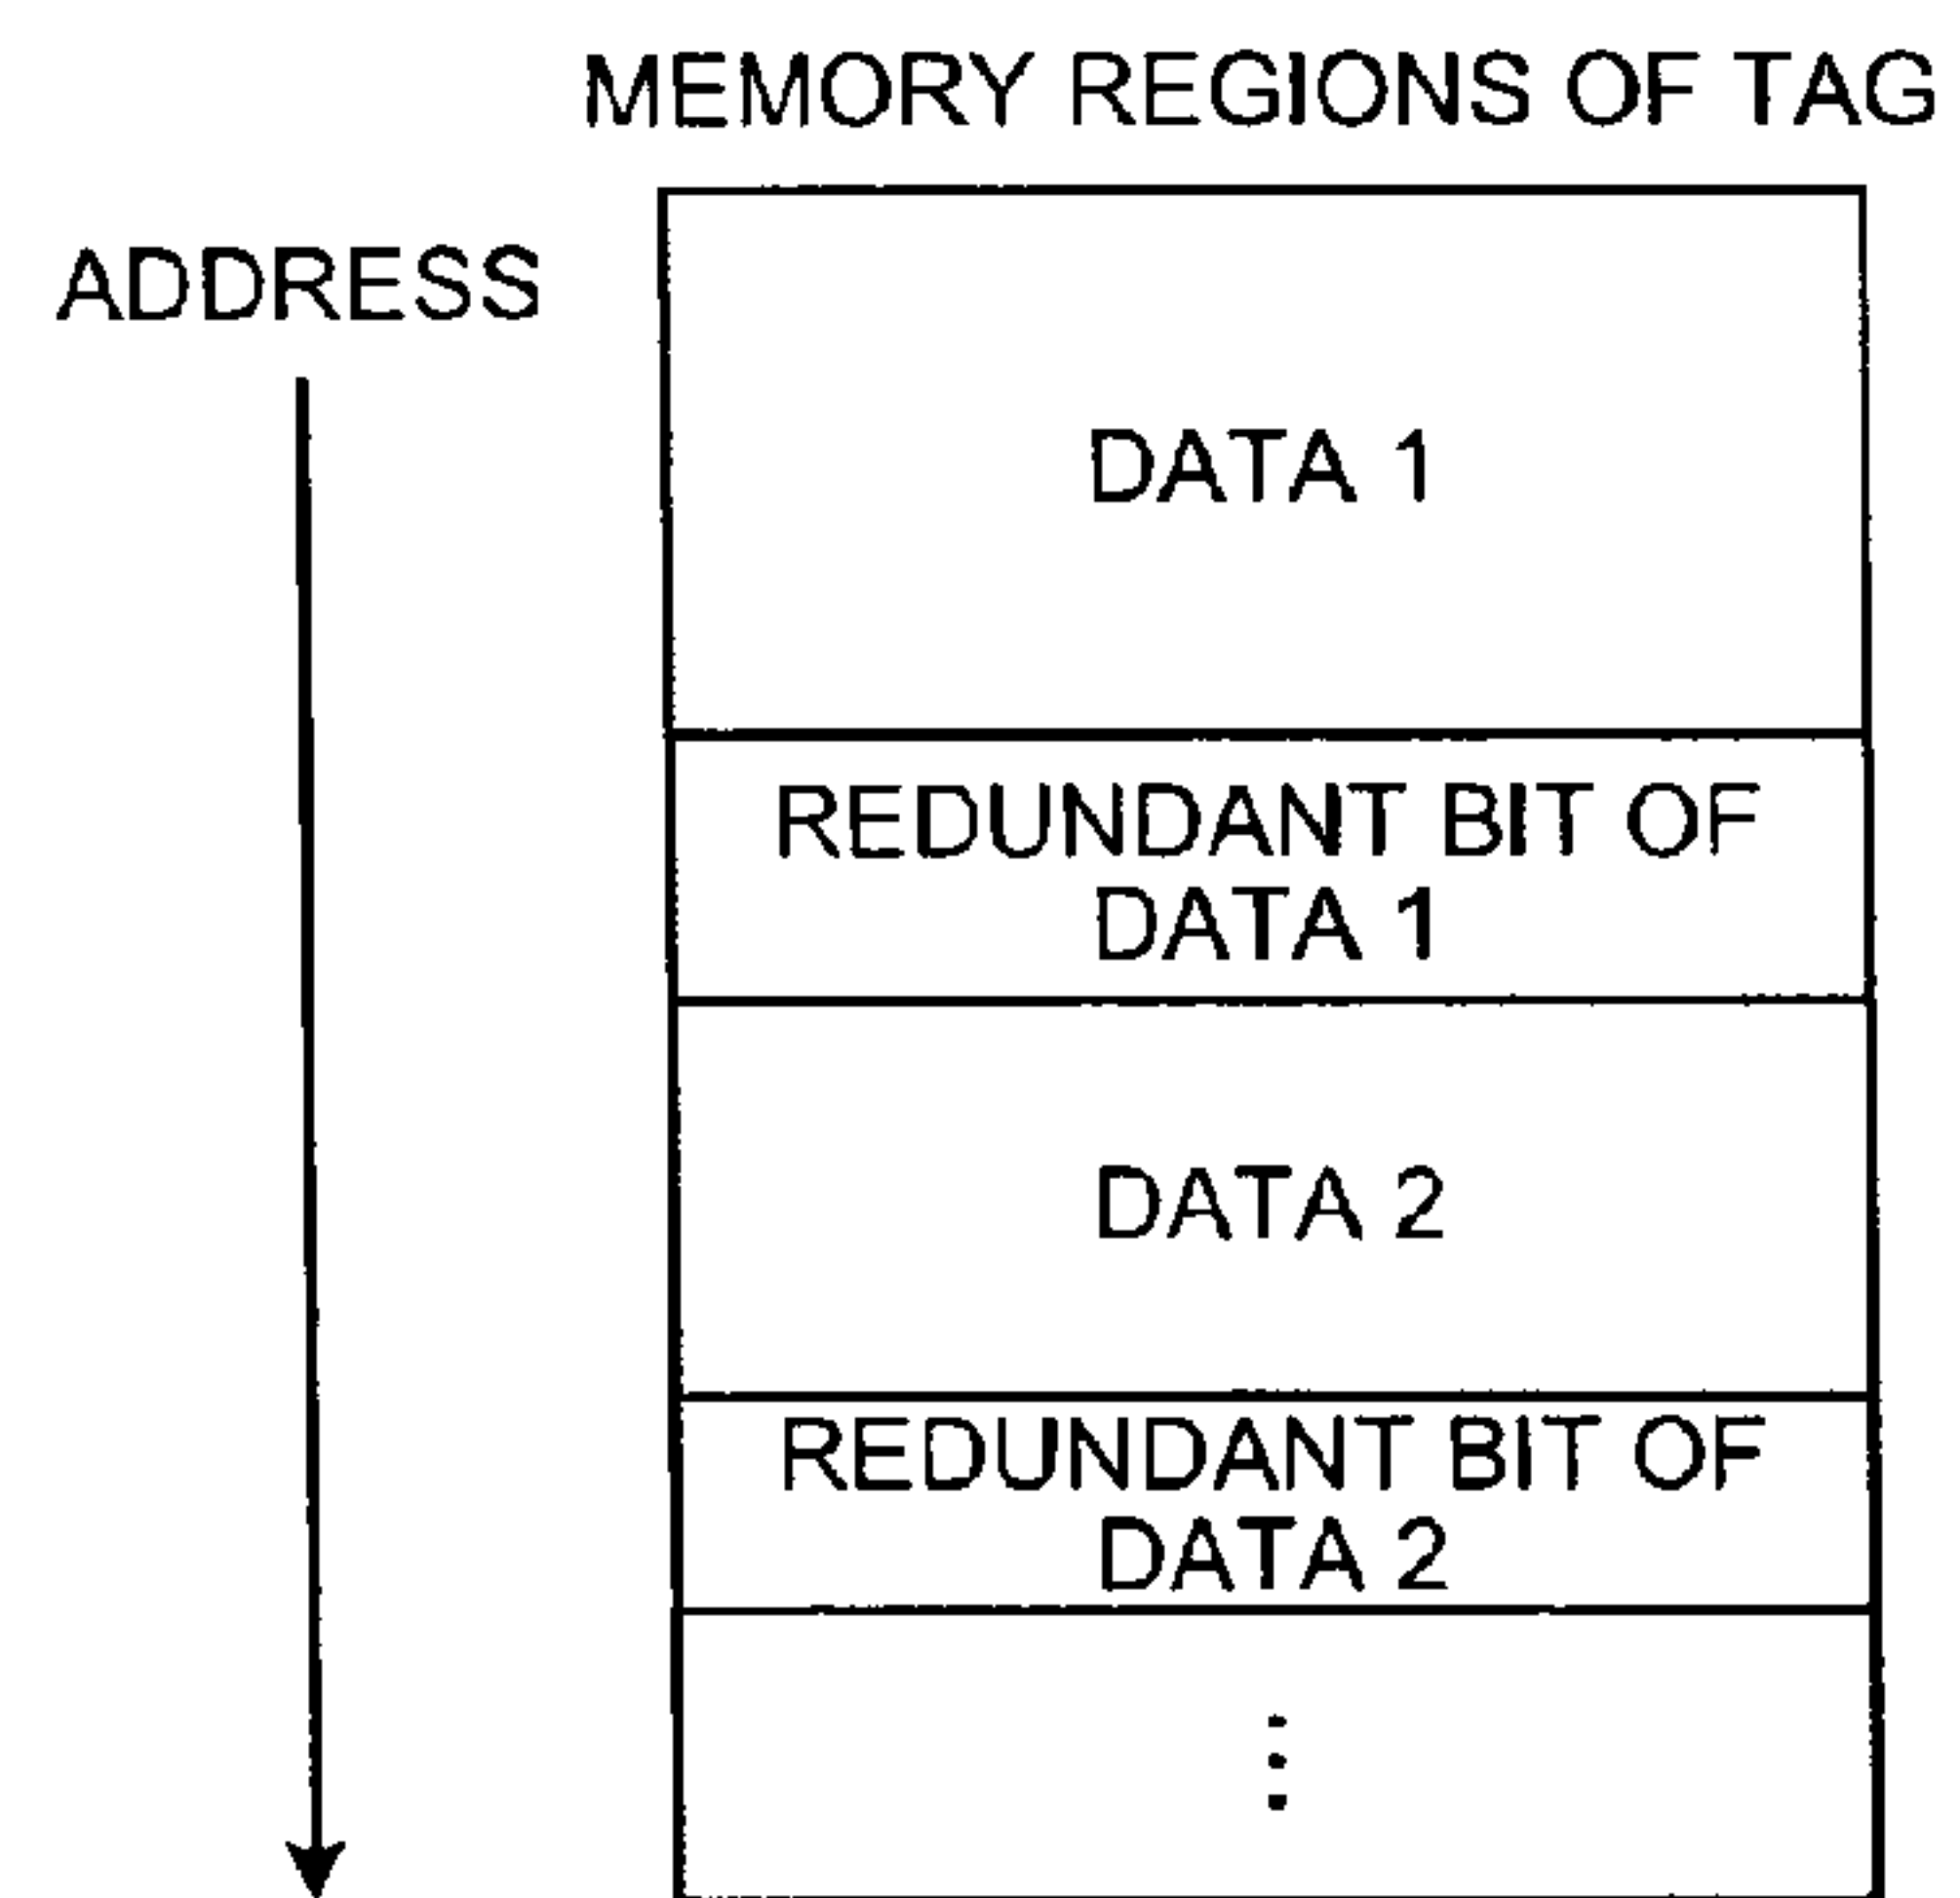 MEMORY REGIONS OF TAG
ADDRESS
DATA 1
REDUNDANT BIT OF
DATA 1
DATA 2
REDUNDANT BIT OF
DATA 2